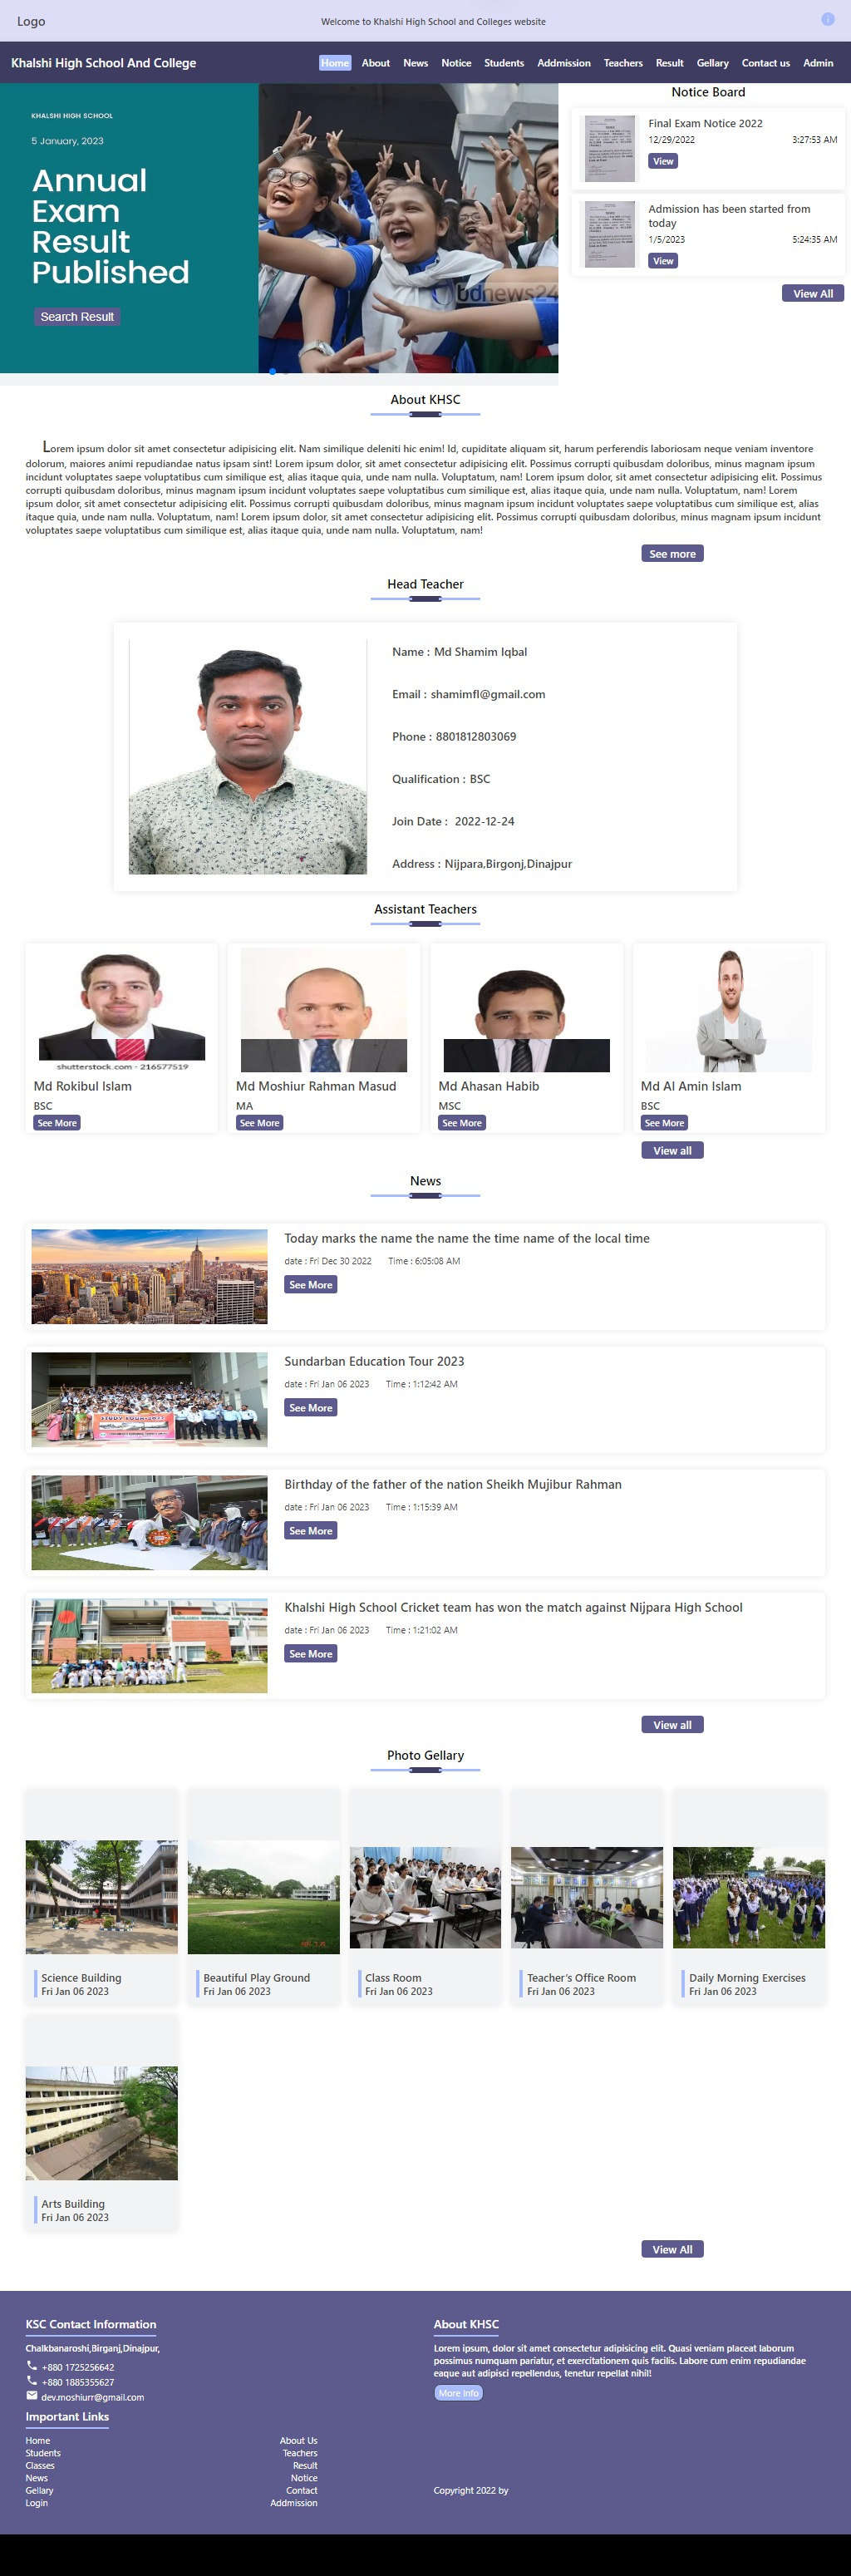 Logo
Welcome to Khalshi High School and Colleges website
Khalshi High School And College
Home About News Notice Students Addmission Teachers Result Gellary Contact us Admin
KHALSHI HIGH SCHOOL
5 January, 2023
Annual
Exam
Result
Published
Search Result
bdnews24
Notice Board
Final Exam Notice 2022
12/29/2022 3:27:53 AM
View
Admission has been started from
today
1/5/2023 5:24:35 AM
View
View All
About KHSC
Lorem ipsum dolor sit amet consectetur adipisicing elit. Nam similique deleniti hic enim! Id, cupiditate aliquam sit, harum perferendis laboriosam neque veniam inventore
dolorum, maiores animi repudiandae natus ipsam sint! Lorem ipsum dolor, sit amet consectetur adipisicing elit. Possimus corrupti quibusdam doloribus, minus magnam ipsum
incidunt voluptates saepe voluptatibus cum similique est, alias itaque quia, unde nam nulla. Voluptatum, nam! Lorem ipsum dolor, sit amet consectetur adipisicing elit. Possimus
corrupti quibusdam doloribus, minus magnam ipsum incidunt voluptates saepe voluptatibus cum similique est, alias itaque quia, unde nam nulla. Voluptatum, nam! Lorem
ipsum dolor, sit amet consectetur adipisicing elit. Possimus corrupti quibusdam doloribus, minus magnam ipsum incidunt voluptates saepe voluptatibus cum similique est, alias
itaque quia, unde nam nulla. Voluptatum, nam! Lorem ipsum dolor, sit amet consectetur adipisicing elit. Possimus corrupti quibusdam doloribus, minus magnam ipsum incidunt
voluptates saepe voluptatibus cum similique est, alias itaque quia, unde nam nulla. Voluptatum, nam!
See more
Head Teacher
Name : Md Shamim Iqbal
Email : shamimfl@gmail.com
Phone : 8801812803069
Qualification : BSC
Join Date : 2022-12-24
Address : Nijpara,Birgonj,Dinajpur
Assistant Teachers
shutterstock.com · 216577519
Md Rokibul Islam
BSC
See More
Md Moshiur Rahman Masud
MA
See More
Md Ahasan Habib
MSC
See More
Md Al Amin Islam
BSC
See More
View all
News
Today marks the name the name the time name of the local time
date : Fri Dec 30 2022 Time : 6:05:08 AM
See More
STUDY TOUR
Sundarban Education Tour 2023
date : Fri Jan 06 2023 Time : 1:12:42 AM
See More
Birthday of the father of the nation Sheikh Mujibur Rahman
date : Fri Jan 06 2023 Time : 1:15:39 AM
See More
Khalshi High School Cricket team has won the match against Nijpara High School
date : Fri Jan 06 2023 Time : 1:21:02 AM
See More
View all
Photo Gellary
Science Building
Fri Jan 06 2023
Beautiful Play Ground
Fri Jan 06 2023
Class Room
Fri Jan 06 2023
Teacher's Office Room
Fri Jan 06 2023
Daily Morning Exercises
Fri Jan 06 2023
Arts Building
Fri Jan 06 2023
View All
KSC Contact Information
Chalkbanaroshi,Birganj,Dinajpur,
+880 1725256642
+880 1885355627
dev.moshiurr@gmail.com
Important Links
Home About Us
Students Teachers
Classes Result
News Notice
Gellary Contact
Login Addmission
About KHSC
Lorem ipsum, dolor sit amet consectetur adipisicing elit. Quasi veniam placeat laborum
possimus numquam pariatur, et exercitationem quis facilis. Labore cum enim repudiandae
eaque aut adipisci repellendus, tenetur repellat nihil!
More Info
Copyright 2022 by